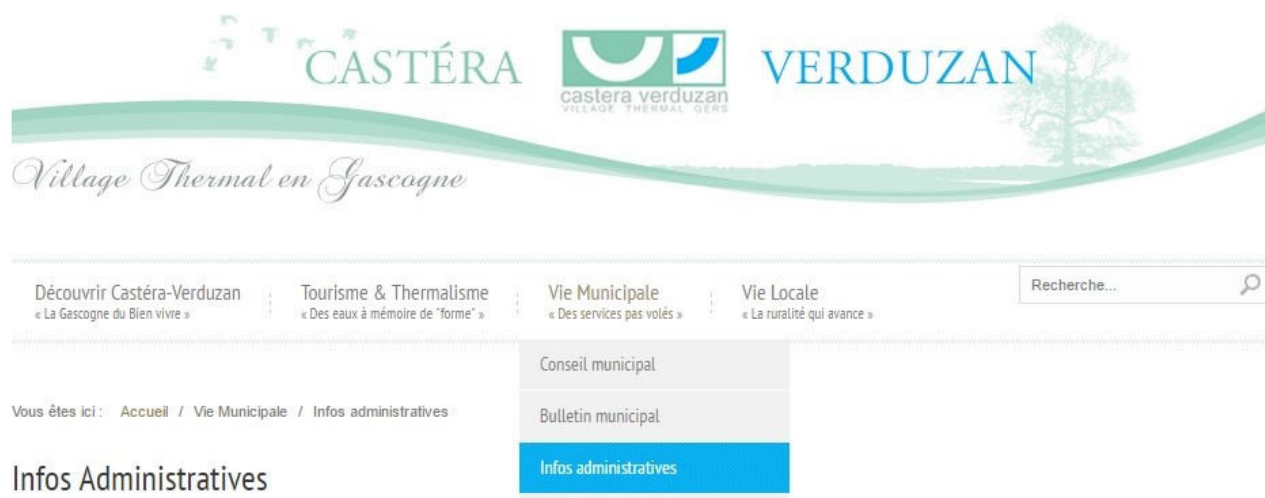 CASTÉRA VERDUZAN
castera verduzan
VILLAGE THERMAL GERS
Village Thermal en Gascogne
Découvrir Castéra-Verduzan
« La Gascogne du Bien vivre »
Tourisme & Thermalisme
« Des eaux à mémoire de "forme" »
Vie Municipale
« Des services pas volés »
Vie Locale
« La ruralité qui avance »
Recherche...
Conseil municipal
Bulletin municipal
Infos administratives
Vous êtes ici : Accueil / Vie Municipale / Infos administratives
Infos Administratives